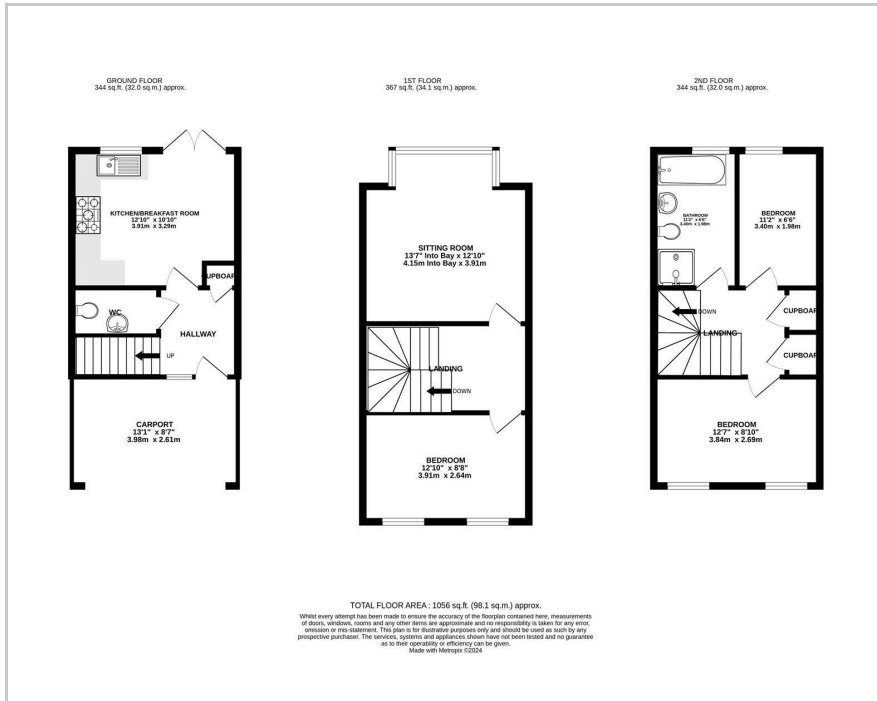 GROUND FLOOR
344 sq.ft. (32.0 sq.m.) approx.
1ST FLOOR
367 sq.ft. (34.1 sq.m.) approx.
2ND FLOOR
344 sq.ft. (32.0 sq.m.) approx.
KITCHEN/BREAKFAST ROOM
12'10" x 10'10"
3.91m x 3.29m
CUPBOAR
WC
HALLWAY
UP
CARPORT
13'1" x 8'7"
3.98m x 2.61m
SITTING ROOM
13'7" Into Bay x 12'10"
4.15m Into Bay x 3.91m
LANDING
DOWN
BEDROOM
12'10" x 8'8"
3.91m x 2.64m
BATHROOM
11'2" x 6'6"
3.40m x 1.98m
BEDROOM
11'2" x 6'6"
3.40m x 1.98m
DOWN
LANDING
CUPBOAR
CUPBOAR
BEDROOM
12'7" x 8'10"
3.84m x 2.69m
TOTAL FLOOR AREA : 1056 sq.ft. (98.1 sq.m.) approx.
Whilst every attempt has been made to ensure the accuracy of the floorplan contained here, measurements
of doors, windows, rooms and any other items are approximate and no responsibility is taken for any error,
omission or mis-statement. This plan is for illustrative purposes only and should be used as such by any
prospective purchaser. The services, systems and appliances shown have not been tested and no guarantee
as to their operability or efficiency can be given.
Made with Metropix ©2024